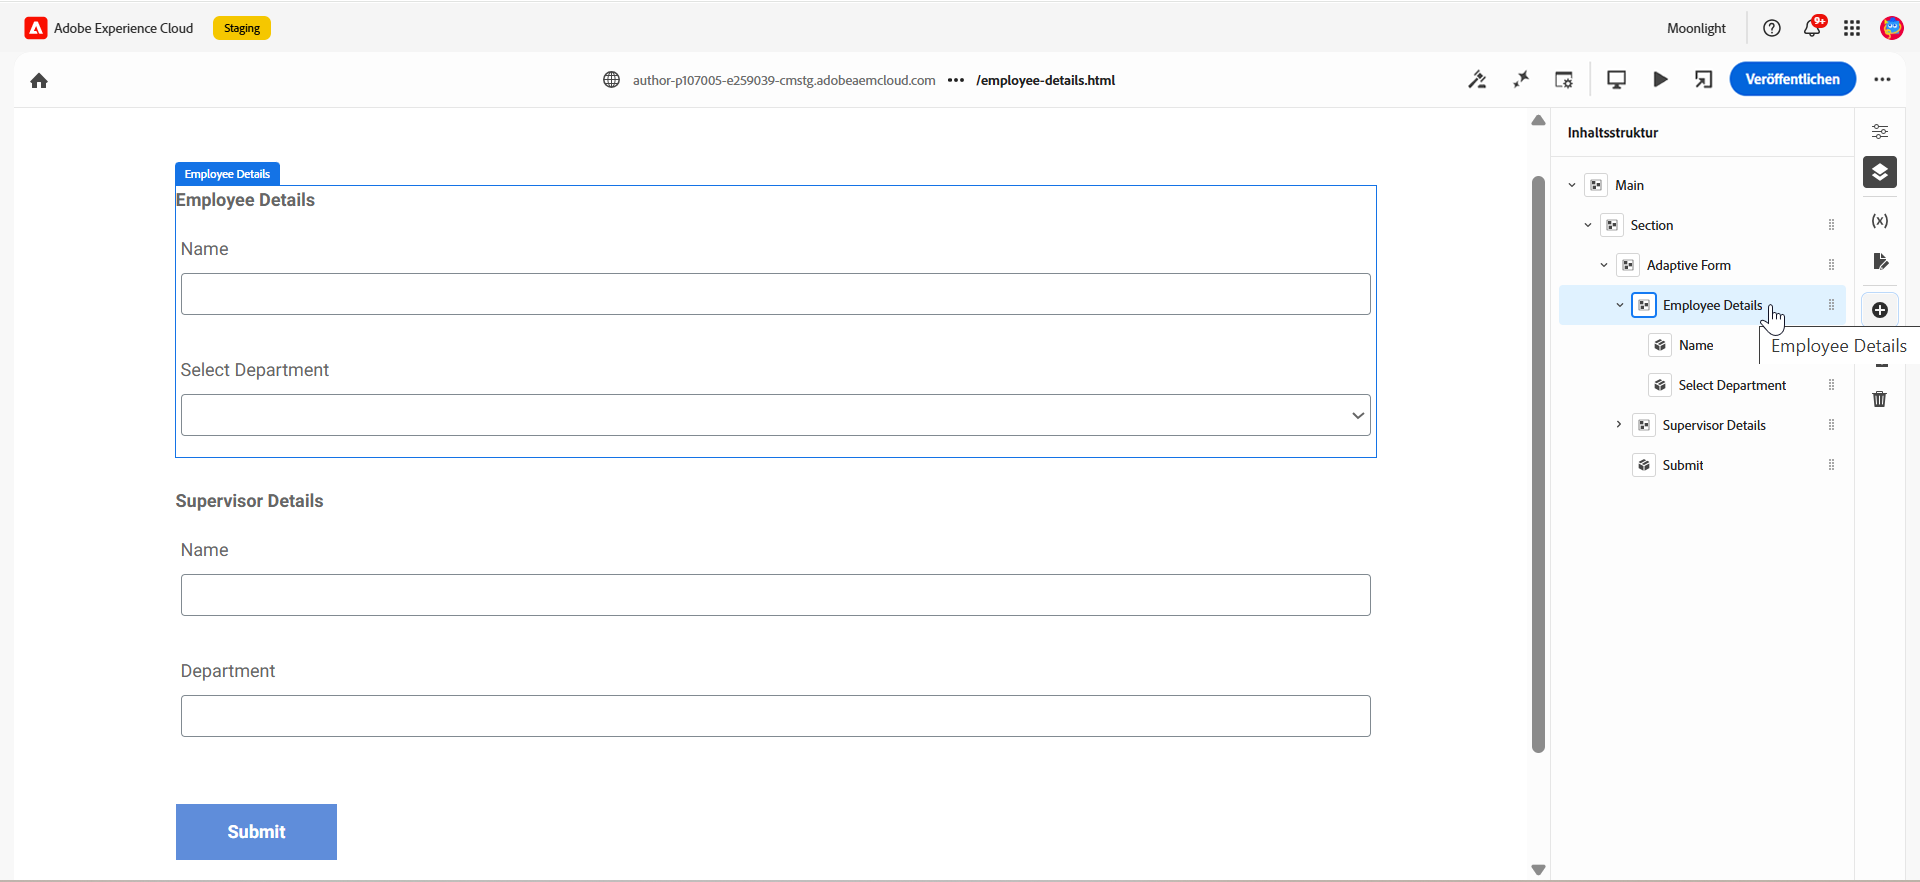 Adobe Experience Cloud
Staging
Moonlight
9+
author-p107005-e259039-cmstg.adobeaemcloud.com ••• /employee-details.html
Veröffentlichen
Inhaltsstruktur
Main
Section
Adaptive Form
Employee Details
Name
Employee Details
Select Department
Supervisor Details
Submit
(x)
Employee Details
Employee Details
Name
Select Department
Supervisor Details
Name
Department
Submit